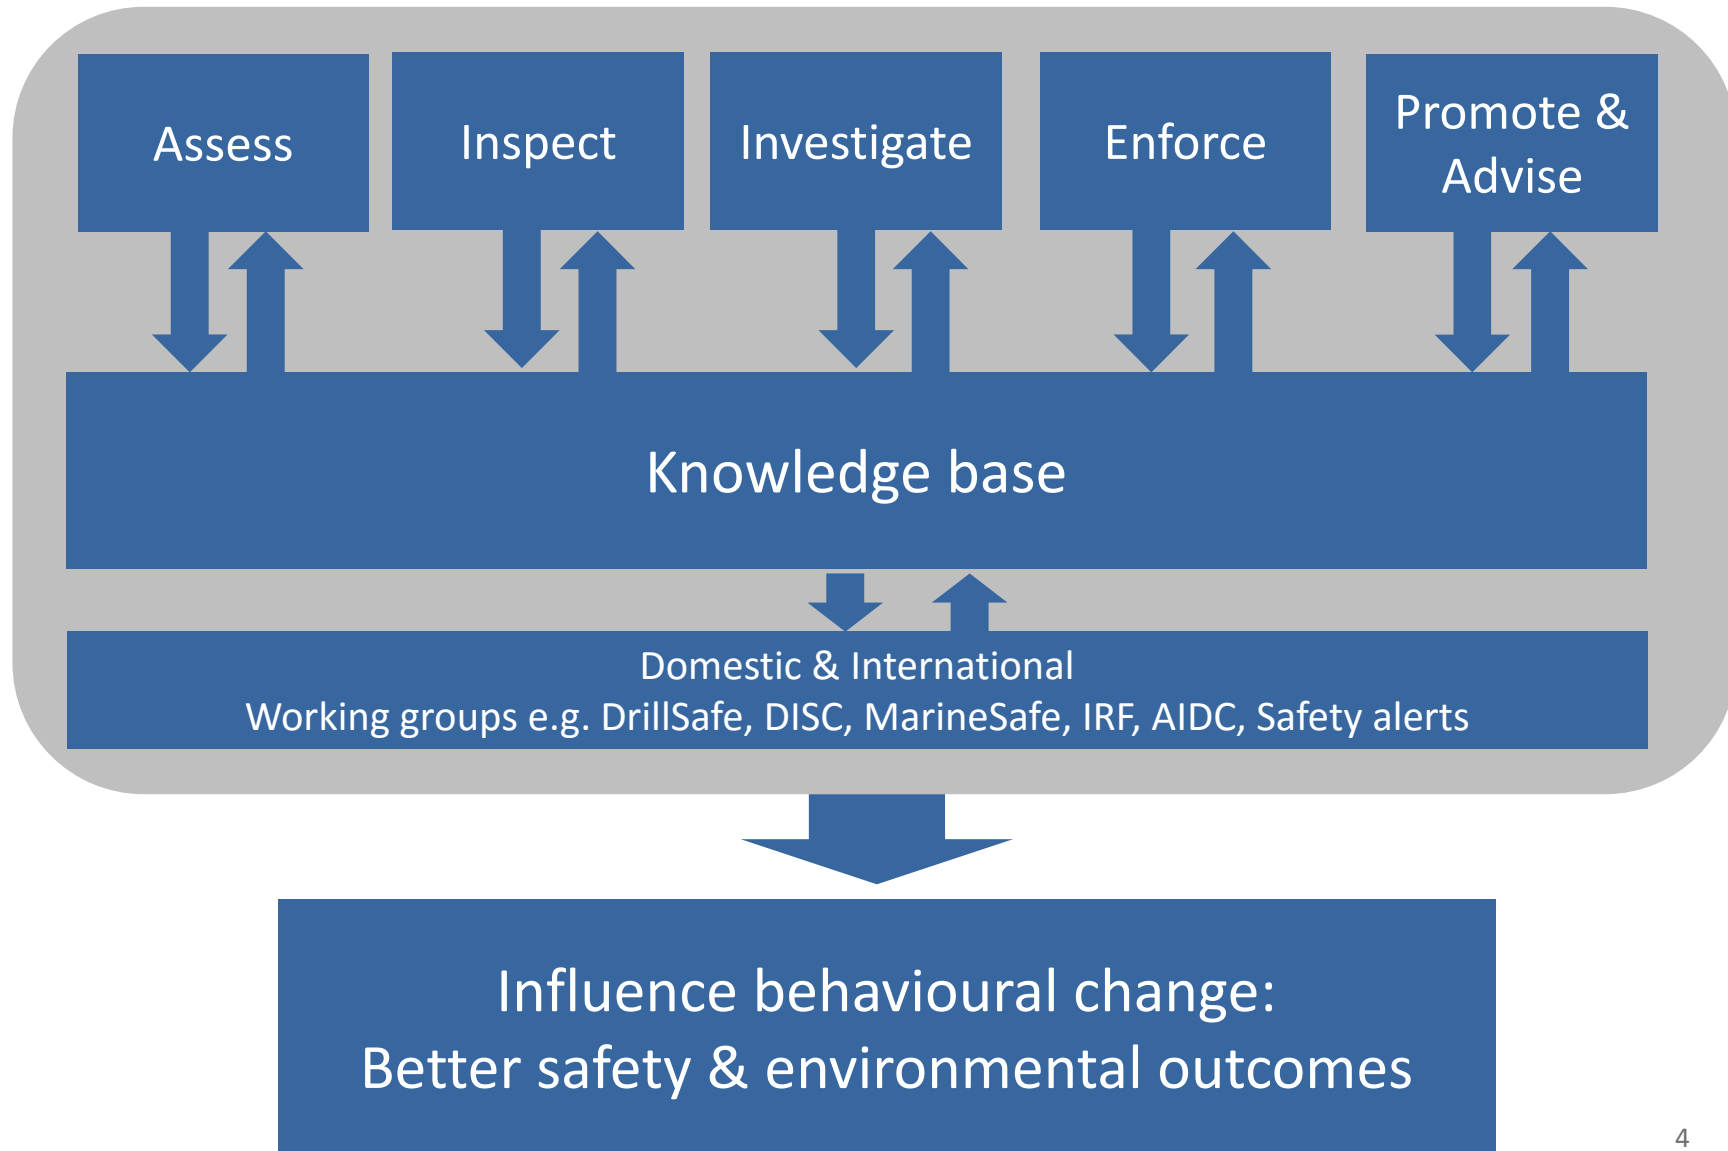 Assess
Inspect
Investigate
Enforce
Promote &
Advise
Knowledge base
Domestic & International
Working groups e.g. DrillSafe, DISC, MarineSafe, IRF, AIDC, Safety alerts
Influence behavioural change:
Better safety & environmental outcomes
4